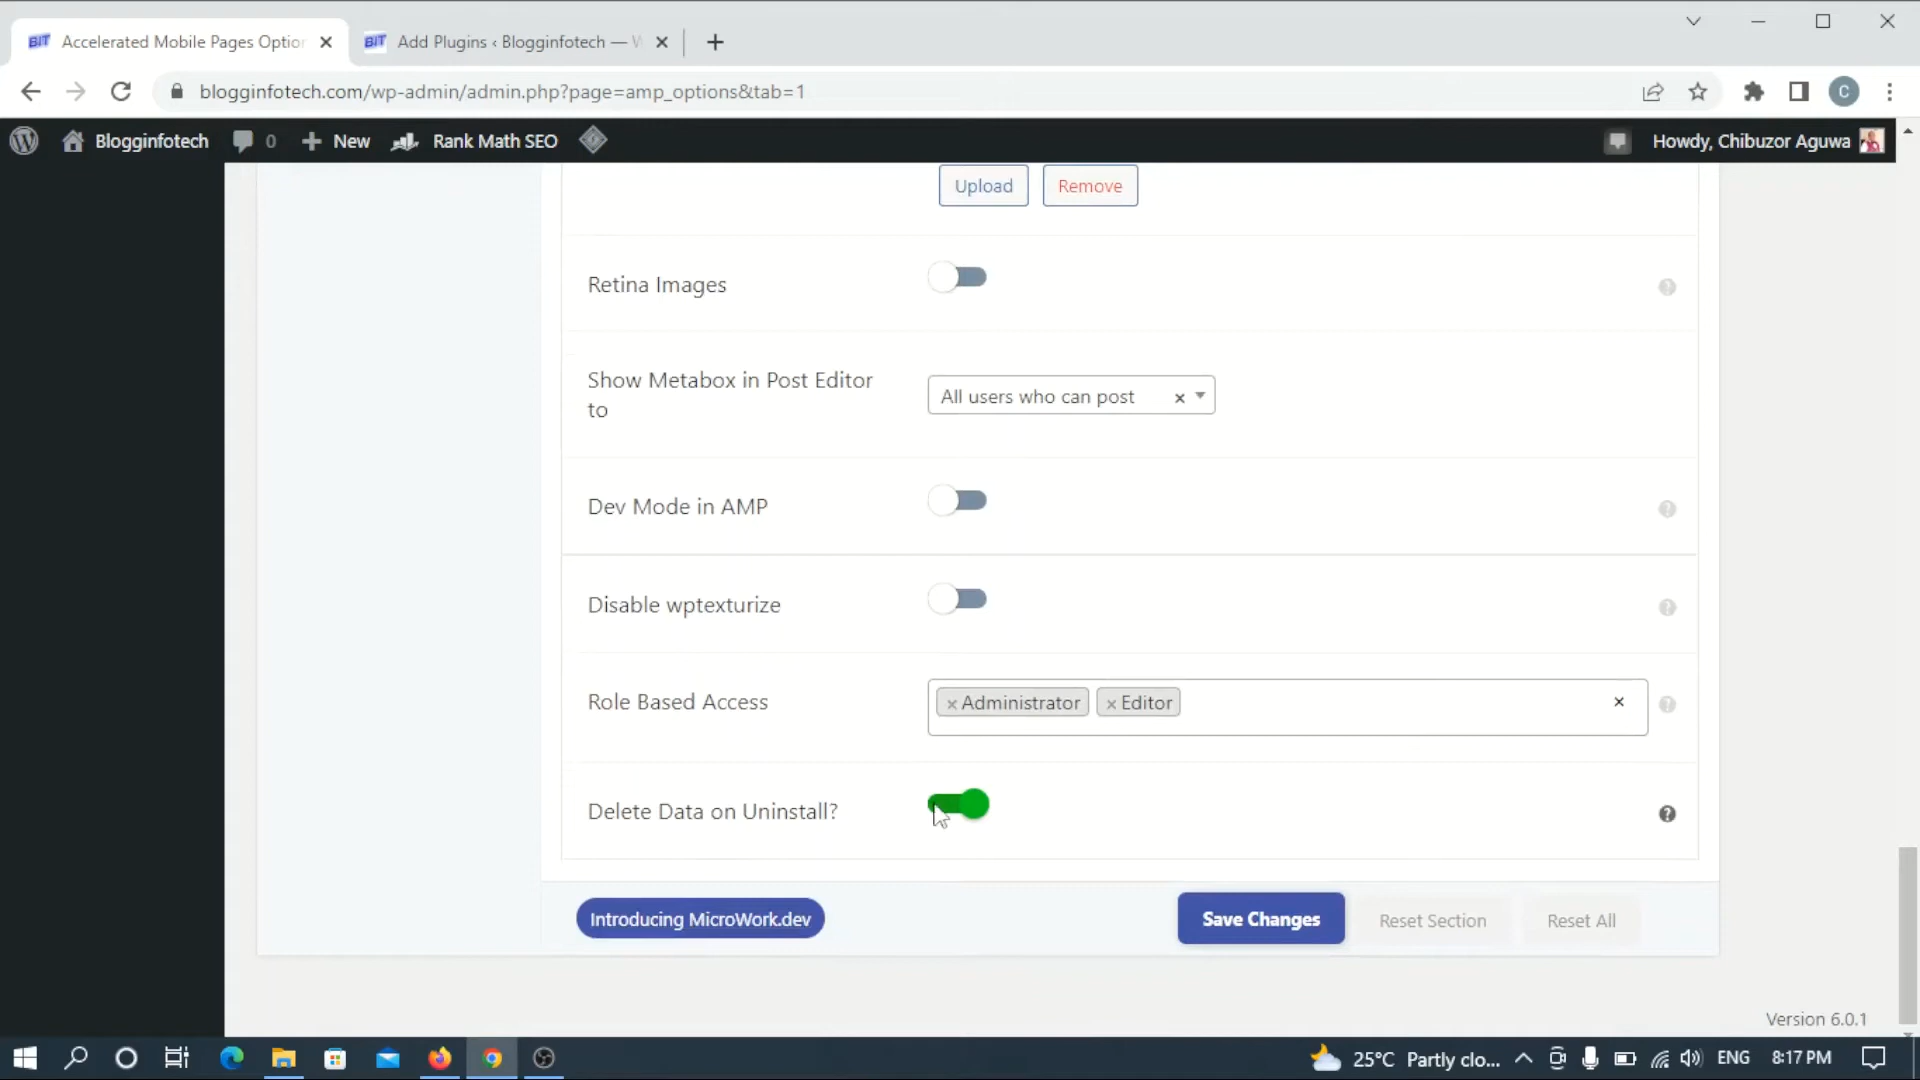 BIT Accelerated Mobile Pages Option
BIT Add Plugins ‹ Blogginfotech —
blogginfotech.com/wp-admin/admin.php?page=amp_options&tab=1
C
Blogginfotech 0 New Rank Math SEO Howdy, Chibuzor Aguwa
Upload Remove
Retina Images
Show Metabox in Post Editor
to
All users who can post
Dev Mode in AMP
Disable wptexturize
Role Based Access × Administrator × Editor ×
Delete Data on Uninstall?
Introducing MicroWork.dev Save Changes Reset Section Reset All
Version 6.0.1
25°C Partly clo... ENG 8:17 PM